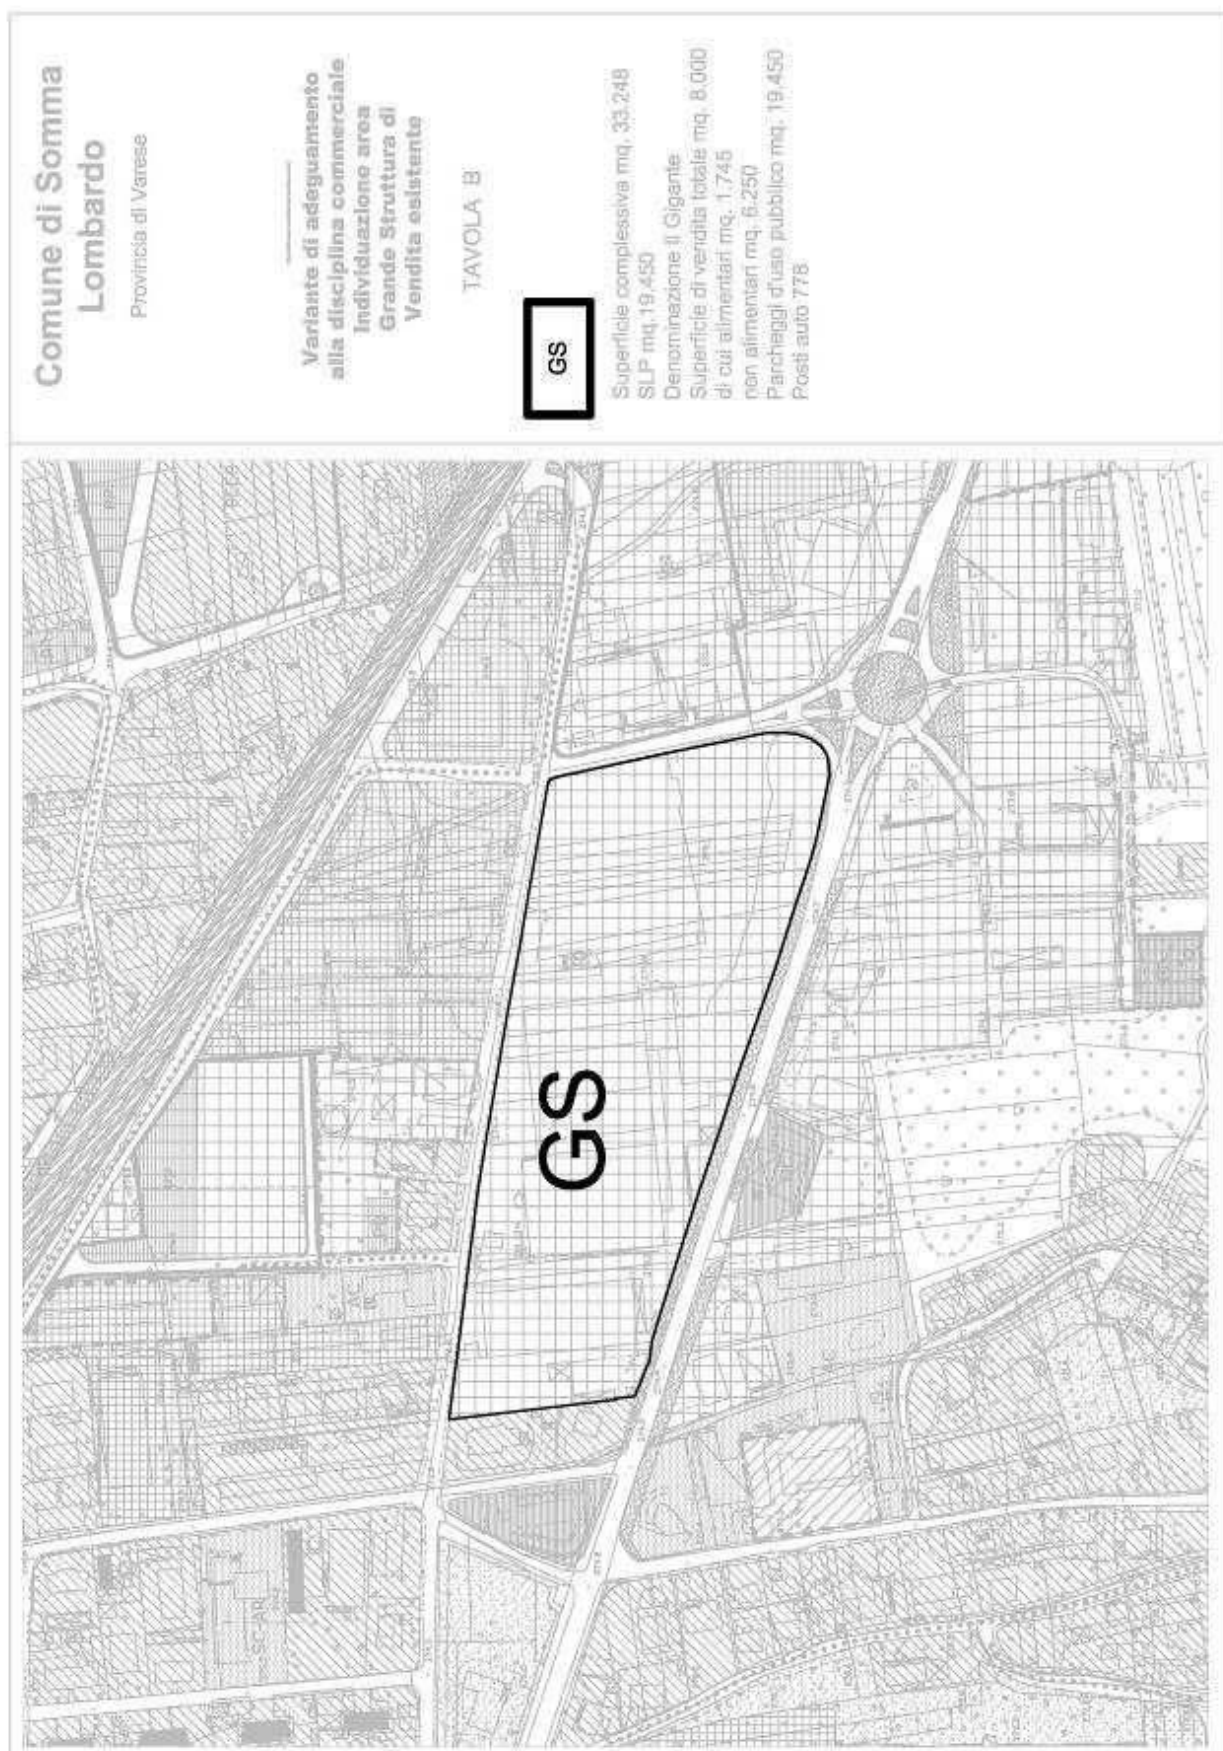 Comune di Somma
Lombardo
Provincia di Varese
Variante di adeguamento
alla disciplina commerciale
Individuazione area
Grande Struttura di
Vendita esistente
TAVOLA B
GS
Superficie complessiva mq. 33.248
SLP mq.19.450
Denominazione Il Gigante
Superficie di vendita totale mq. 8.000
di cui alimentari mq. 1.745
non alimentari mq. 6.250
Parcheggi d'uso pubblico mq. 19.450
Posti auto 778
GS